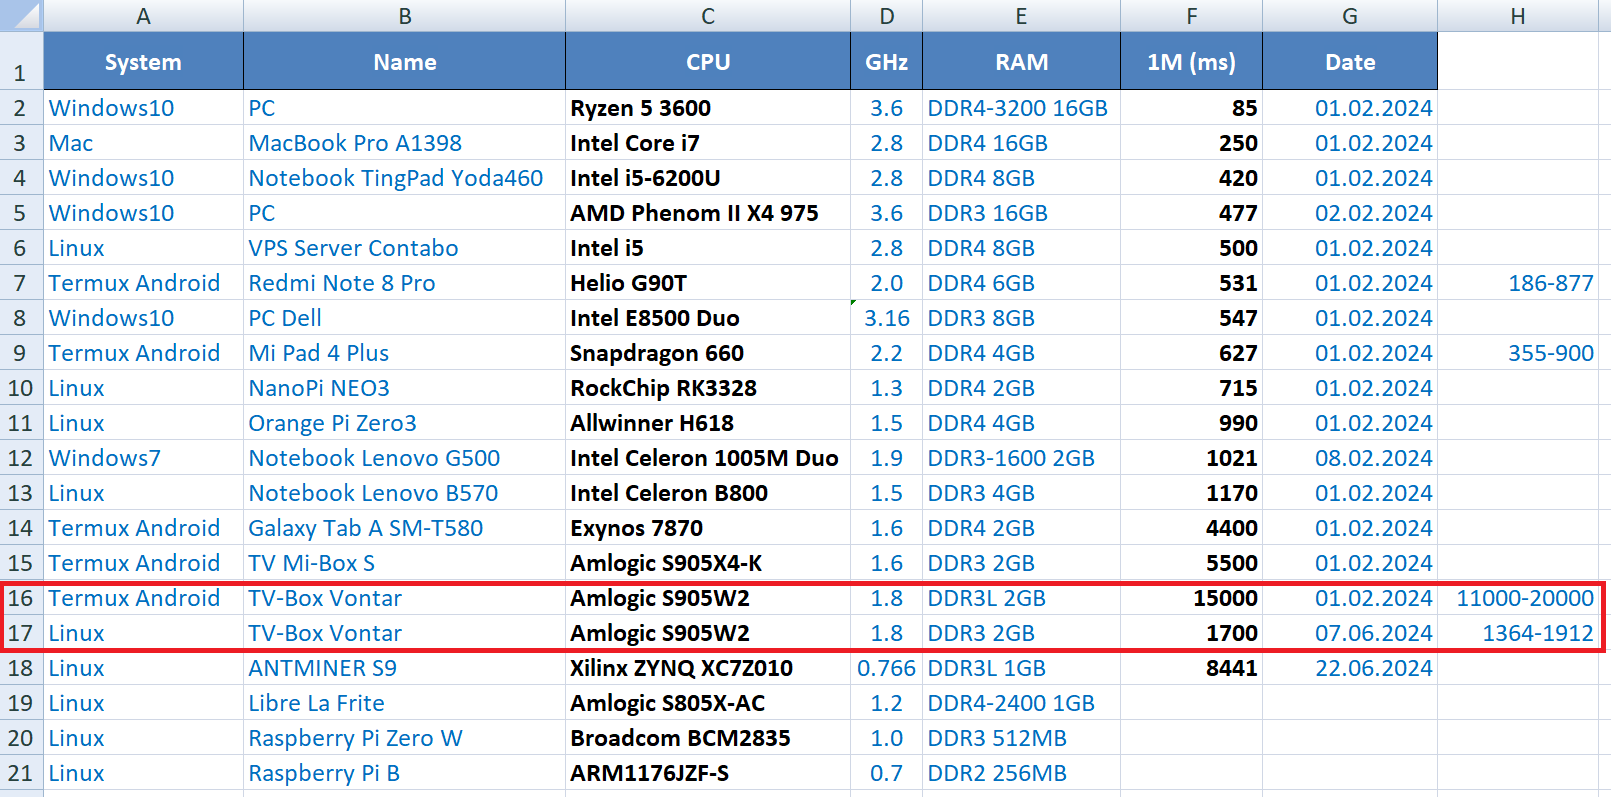 A B C D E F G H
1 System Name CPU GHz RAM 1M (ms) Date
2 Windows10 PC Ryzen 5 3600 3.6 DDR4-3200 16GB 85 01.02.2024
3 Mac MacBook Pro A1398 Intel Core i7 2.8 DDR4 16GB 250 01.02.2024
4 Windows10 Notebook TingPad Yoda460 Intel i5-6200U 2.8 DDR4 8GB 420 01.02.2024
5 Windows10 PC AMD Phenom II X4 975 3.6 DDR3 16GB 477 02.02.2024
6 Linux VPS Server Contabo Intel i5 2.8 DDR4 8GB 500 01.02.2024
7 Termux Android Redmi Note 8 Pro Helio G90T 2.0 DDR4 6GB 531 01.02.2024 186-877
8 Windows10 PC Dell Intel E8500 Duo 3.16 DDR3 8GB 547 01.02.2024
9 Termux Android Mi Pad 4 Plus Snapdragon 660 2.2 DDR4 4GB 627 01.02.2024 355-900
10 Linux NanoPi NEO3 RockChip RK3328 1.3 DDR4 2GB 715 01.02.2024
11 Linux Orange Pi Zero3 Allwinner H618 1.5 DDR4 4GB 990 01.02.2024
12 Windows7 Notebook Lenovo G500 Intel Celeron 1005M Duo 1.9 DDR3-1600 2GB 1021 08.02.2024
13 Linux Notebook Lenovo B570 Intel Celeron B800 1.5 DDR3 4GB 1170 01.02.2024
14 Termux Android Galaxy Tab A SM-T580 Exynos 7870 1.6 DDR4 2GB 4400 01.02.2024
15 Termux Android TV Mi-Box S Amlogic S905X4-K 1.6 DDR3 2GB 5500 01.02.2024
16 Termux Android TV-Box Vontar Amlogic S905W2 1.8 DDR3L 2GB 15000 01.02.2024 11000-20000
17 Linux TV-Box Vontar Amlogic S905W2 1.8 DDR3 2GB 1700 07.06.2024 1364-1912
18 Linux ANTMINER S9 Xilinx ZYNQ XC7Z010 0.766 DDR3L 1GB 8441 22.06.2024
19 Linux Libre La Frite Amlogic S805X-AC 1.2 DDR4-2400 1GB
20 Linux Raspberry Pi Zero W Broadcom BCM2835 1.0 DDR3 512MB
21 Linux Raspberry Pi B ARM1176JZF-S 0.7 DDR2 256MB